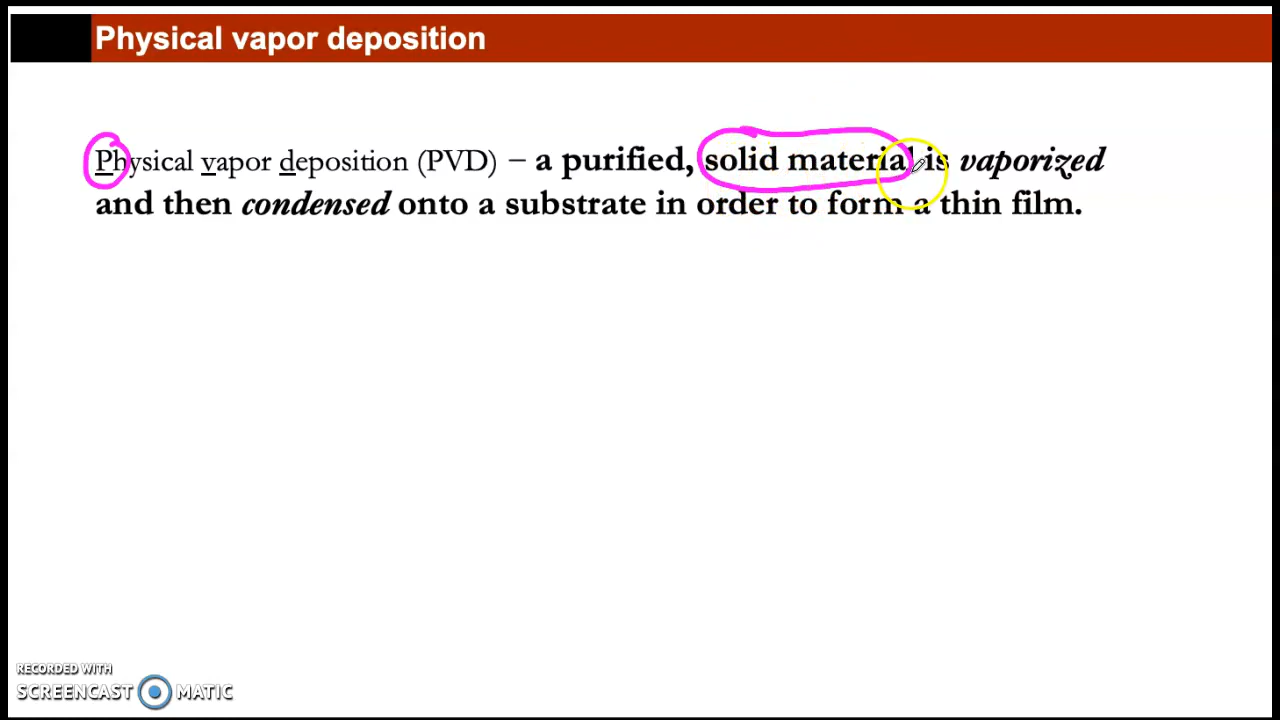 Physical vapor deposition
Physical vapor deposition (PVD) – a purified, solid material is vaporized
and then condensed onto a substrate in order to form a thin film.
RECORDED WITH
SCREENCAST MATIC